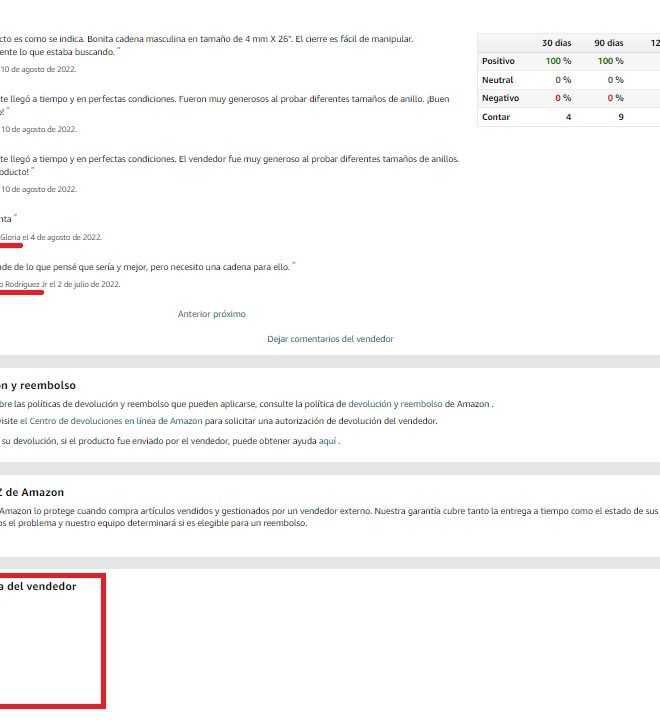 cto es como se indica. Bonita cadena masculina en tamaño de 4 mm X 26". El cierre es fácil de manipular.
ente lo que estaba buscando. ”
10 de agosto de 2022.
te llegó a tiempo y en perfectas condiciones. Fueron muy generosos al probar diferentes tamaños de anillo. ¡Buen
o! ”
10 de agosto de 2022.
te llegó a tiempo y en perfectas condiciones. El vendedor fue muy generoso al probar diferentes tamaños de anillos.
oducto! ”
10 de agosto de 2022.
nta ”
Gloria el 4 de agosto de 2022.
ade de lo que pensé que sería y mejor, pero necesito una cadena para ello. ”
o Rodríguez Jr el 2 de julio de 2022.
Anterior próximo
Dejar comentarios del vendedor
30 dias 90 dias 12
Positivo 100 % 100 %
Neutral 0 % 0 %
Negativo 0 % 0 %
Contar 4 9
ón y reembolso
bre las políticas de devolución y reembolso que pueden aplicarse, consulte la política de devolución y reembolso de Amazon .
visite el Centro de devoluciones en línea de Amazon para solicitar una autorización de devolución del vendedor.
su devolución, si el producto fue enviado por el vendedor, puede obtener ayuda aquí .
Z de Amazon
Amazon lo protege cuando compra artículos vendidos y gestionados por un vendedor externo. Nuestra garantía cubre tanto la entrega a tiempo como el estado de sus
os el problema y nuestro equipo determinará si es elegible para un reembolso.
a del vendedor